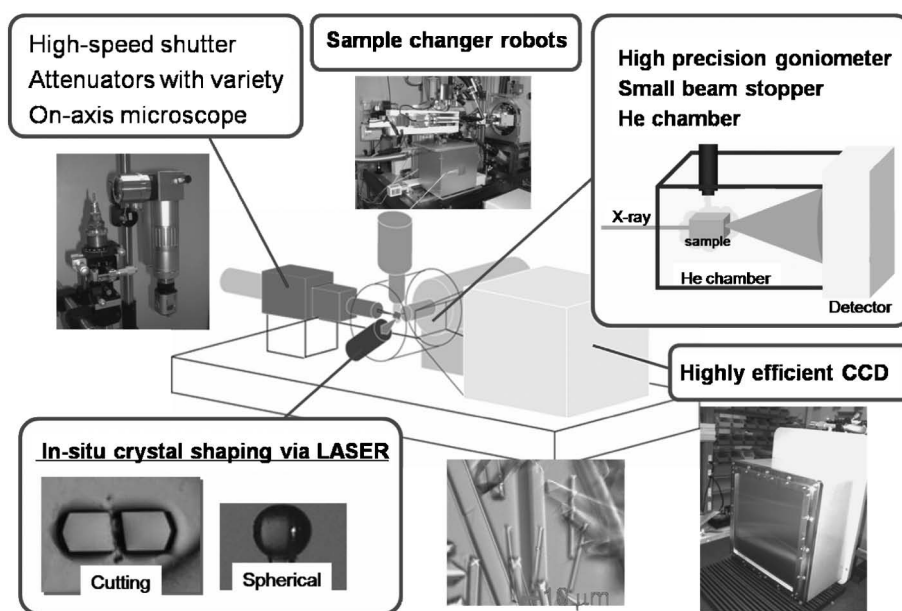 High-speed shutter
Attenuators with variety
On-axis microscope
Sample changer robots
High precision goniometer
Small beam stopper
He chamber
X-ray
sample
He chamber
Detector
Highly efficient CCD
In-situ crystal shaping via LASER
Cutting
Spherical
µm